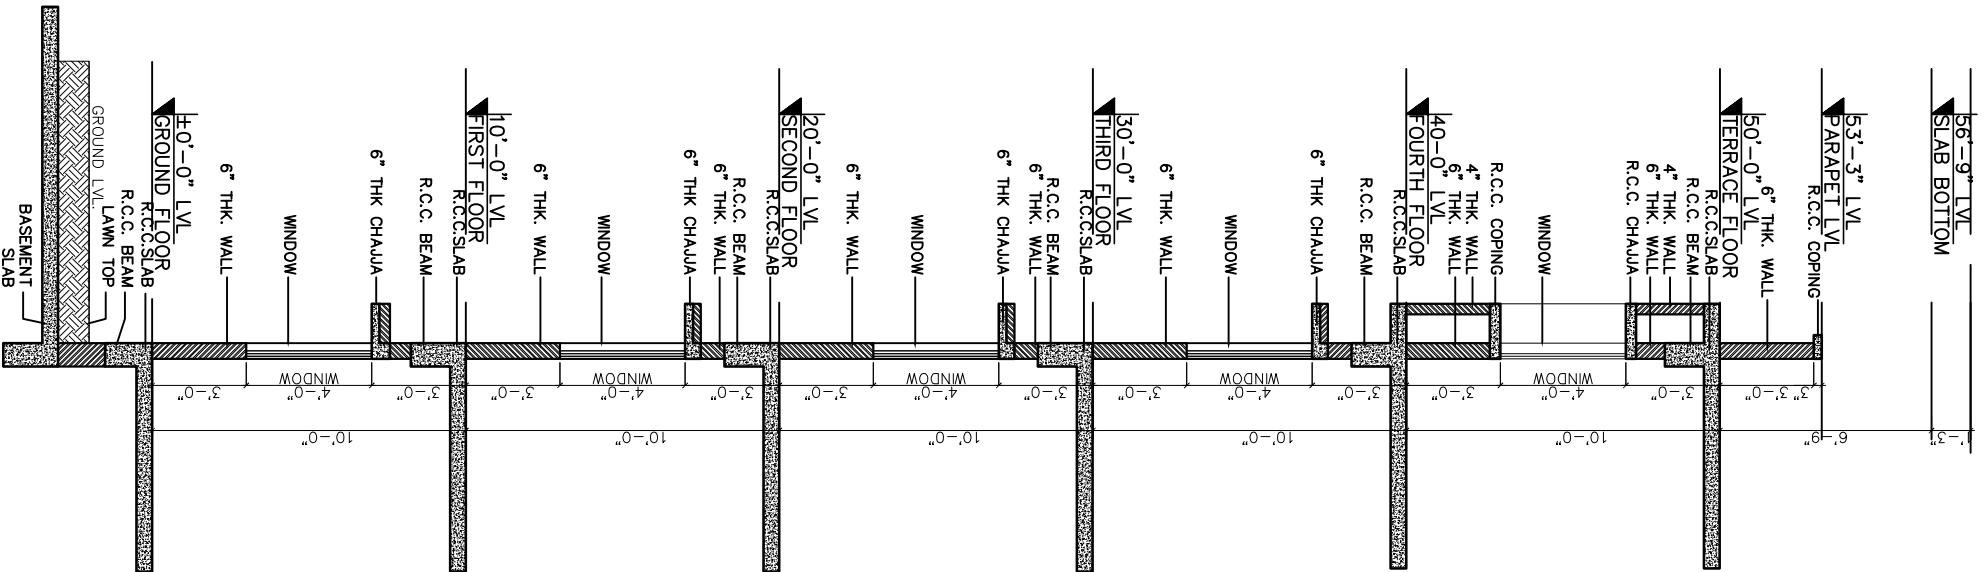 56'-9" LVL
SLAB BOTTOM
53'-3" LVL
PARAPET LVL
R.C.C. COPING
6" THK. WALL
50'-0" LVL
TERRACE FLOOR
R.C.C.SLAB
R.C.C. BEAM
4" THK. WALL
6" THK. WALL
R.C.C. CHAJJA
WINDOW
R.C.C. COPING
4" THK. WALL
6" THK. WALL
40'-0" LVL
FOURTH FLOOR
R.C.C.SLAB
R.C.C. BEAM
6" THK CHAJJA
WINDOW
6" THK. WALL
30'-0" LVL
THIRD FLOOR
R.C.C.SLAB
R.C.C. BEAM
6" THK. WALL
6" THK CHAJJA
WINDOW
6" THK. WALL
20'-0" LVL
SECOND FLOOR
R.C.C.SLAB
R.C.C. BEAM
6" THK. WALL
6" THK CHAJJA
WINDOW
6" THK. WALL
10'-0" LVL
FIRST FLOOR
R.C.C.SLAB
R.C.C. BEAM
6" THK CHAJJA
WINDOW
6" THK. WALL
±0'-0" LVL
GROUND FLOOR
R.C.C.SLAB
R.C.C. BEAM
LAWN TOP
GROUND LVL.
BASEMENT
SLAB
3"
3'-0"
3'-0"
WINDOW
4'-0"
3'-0"
3'-0"
WINDOW
4'-0"
3'-0"
3'-0"
WINDOW
4'-0"
3'-0"
3'-0"
WINDOW
4'-0"
3'-0"
3'-0"
WINDOW
4'-0"
3'-0"
1'-3"
6'-9"
10'-0"
10'-0"
10'-0"
10'-0"
10'-0"